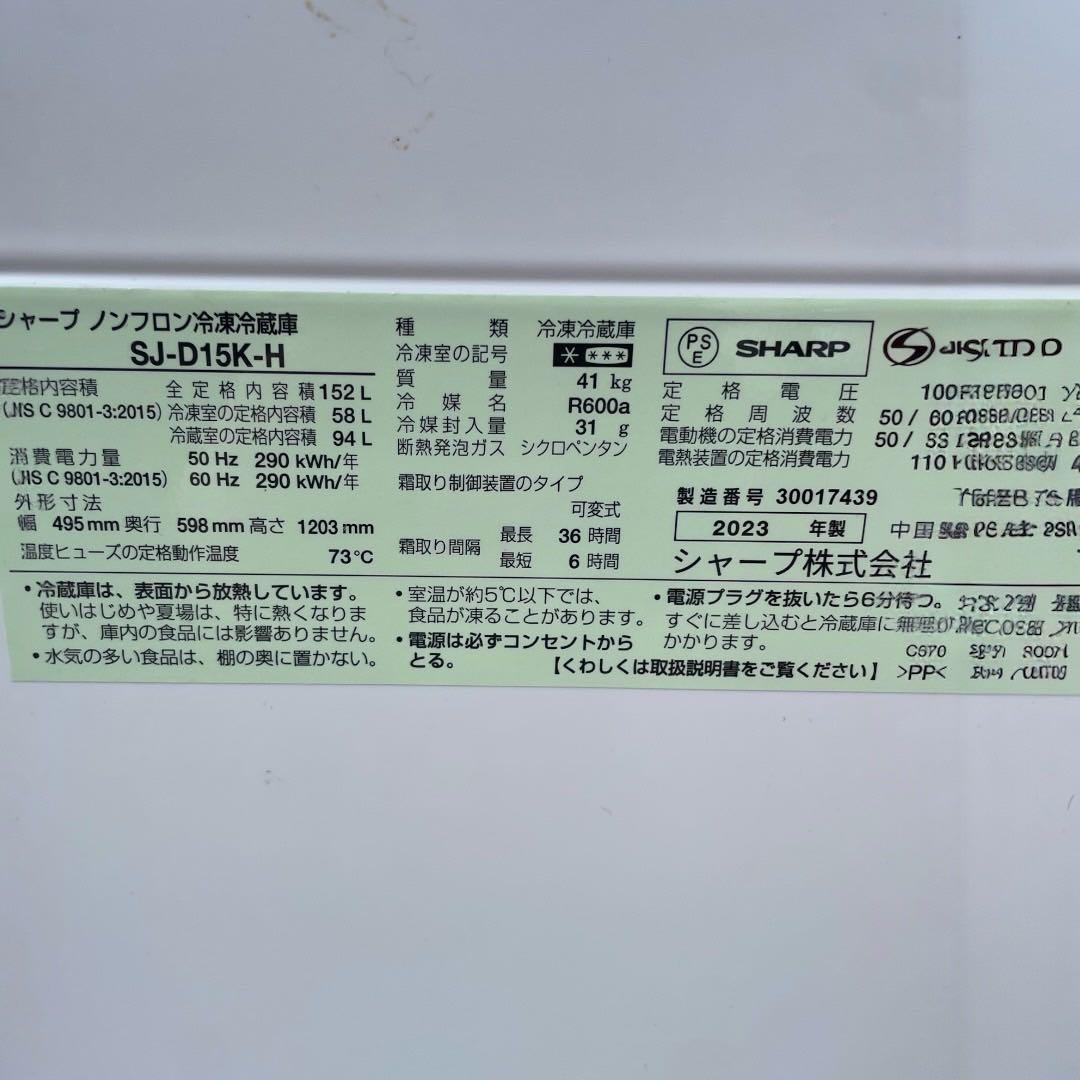 シャープ ノンフロン冷凍冷蔵庫
SJ-D15K-H
定格内容積 全定格内容積 152 L
(JIS C 9801-3:2015) 冷凍室の定格内容積 58 L
冷蔵室の定格内容積 94 L
消費電力量 50 Hz 290 kWh/年
(JIS C 9801-3:2015) 60 Hz 290 kWh/年
外形寸法
幅 495 mm 奥行 598 mm 高さ 1203 mm
温度ヒューズの定格動作温度 73℃
種類 冷凍冷蔵庫
冷凍室の記号 * ***
質量 41 kg
冷媒名 R600a
冷媒封入量 31 g
断熱発泡ガス シクロペンタン
霜取り制御装置のタイプ
可変式
霜取り間隔 最長 36 時間
最短 6 時間
PSE SHARP
定格電圧 100
定格周波数 50 / 60
電動機の定格消費電力 50 /
電熱装置の定格消費電力 110
製造番号 30017439
2023 年製 中国
シャープ株式会社
・冷蔵庫は、表面から放熱しています。
使いはじめや夏場は、特に熱くなりま
すが、庫内の食品には影響ありません。
・水気の多い食品は、棚の奥に置かない。
・室温が約5℃以下では、
食品が凍ることがあります。
・電源は必ずコンセントから
とる。
・電源プラグを抜いたら6分待つ。
すぐに差し込むと冷蔵庫に無理が
かかります。
【くわしくは取扱説明書をご覧ください】 >PP<